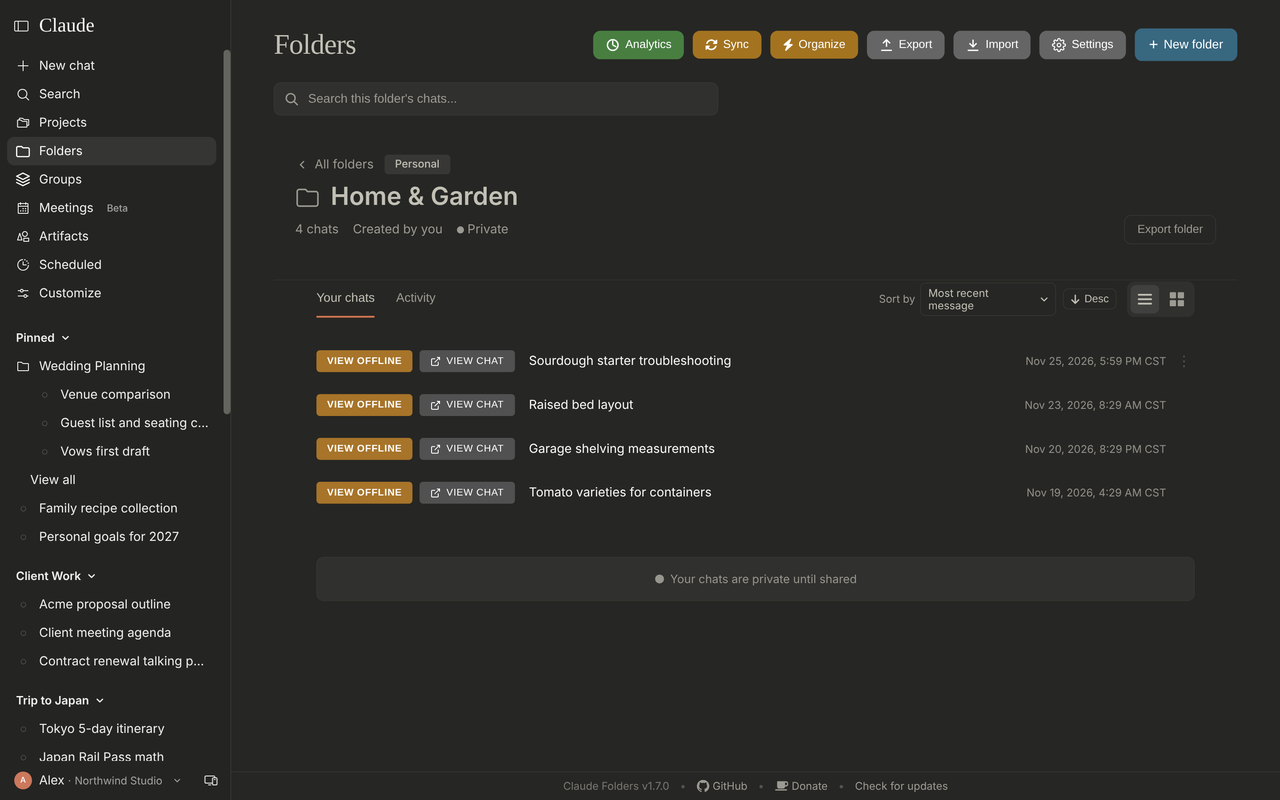 Claude
New chat
Search
Projects
Folders
Groups
Meetings Beta
Artifacts
Scheduled
Customize
Pinned
Wedding Planning
Venue comparison
Guest list and seating c...
Vows first draft
View all
Family recipe collection
Personal goals for 2027
Client Work
Acme proposal outline
Client meeting agenda
Contract renewal talking p...
Trip to Japan
Tokyo 5-day itinerary
Japan Rail Pass math
A Alex · Northwind Studio
Folders
Analytics
Sync
Organize
Export
Import
Settings
+ New folder
Search this folder's chats...
All folders
Personal
Home & Garden
4 chats Created by you Private
Export folder
Your chats
Activity
Sort by
Most recent
message
Desc
VIEW OFFLINE VIEW CHAT Sourdough starter troubleshooting Nov 25, 2026, 5:59 PM CST
VIEW OFFLINE VIEW CHAT Raised bed layout Nov 23, 2026, 8:29 AM CST
VIEW OFFLINE VIEW CHAT Garage shelving measurements Nov 20, 2026, 8:29 PM CST
VIEW OFFLINE VIEW CHAT Tomato varieties for containers Nov 19, 2026, 4:29 AM CST
Your chats are private until shared
Claude Folders v1.7.0 • GitHub • Donate • Check for updates